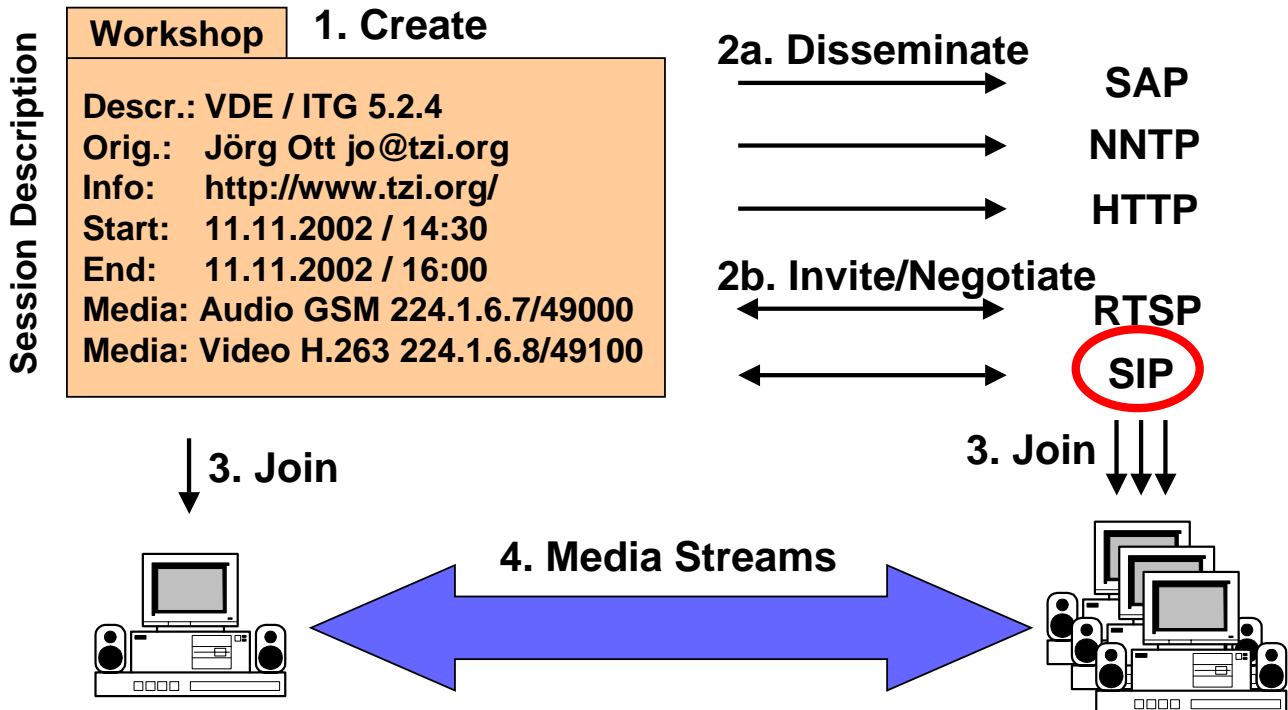 Session Description
Workshop
1. Create
Descr.: VDE / ITG 5.2.4
Orig.: Jörg Ott jo@tzi.org
Info: http://www.tzi.org/
Start: 11.11.2002 / 14:30
End: 11.11.2002 / 16:00
Media: Audio GSM 224.1.6.7/49000
Media: Video H.263 224.1.6.8/49100
2a. Disseminate
SAP
NNTP
HTTP
2b. Invite/Negotiate
RTSP
SIP
3. Join
3. Join
4. Media Streams